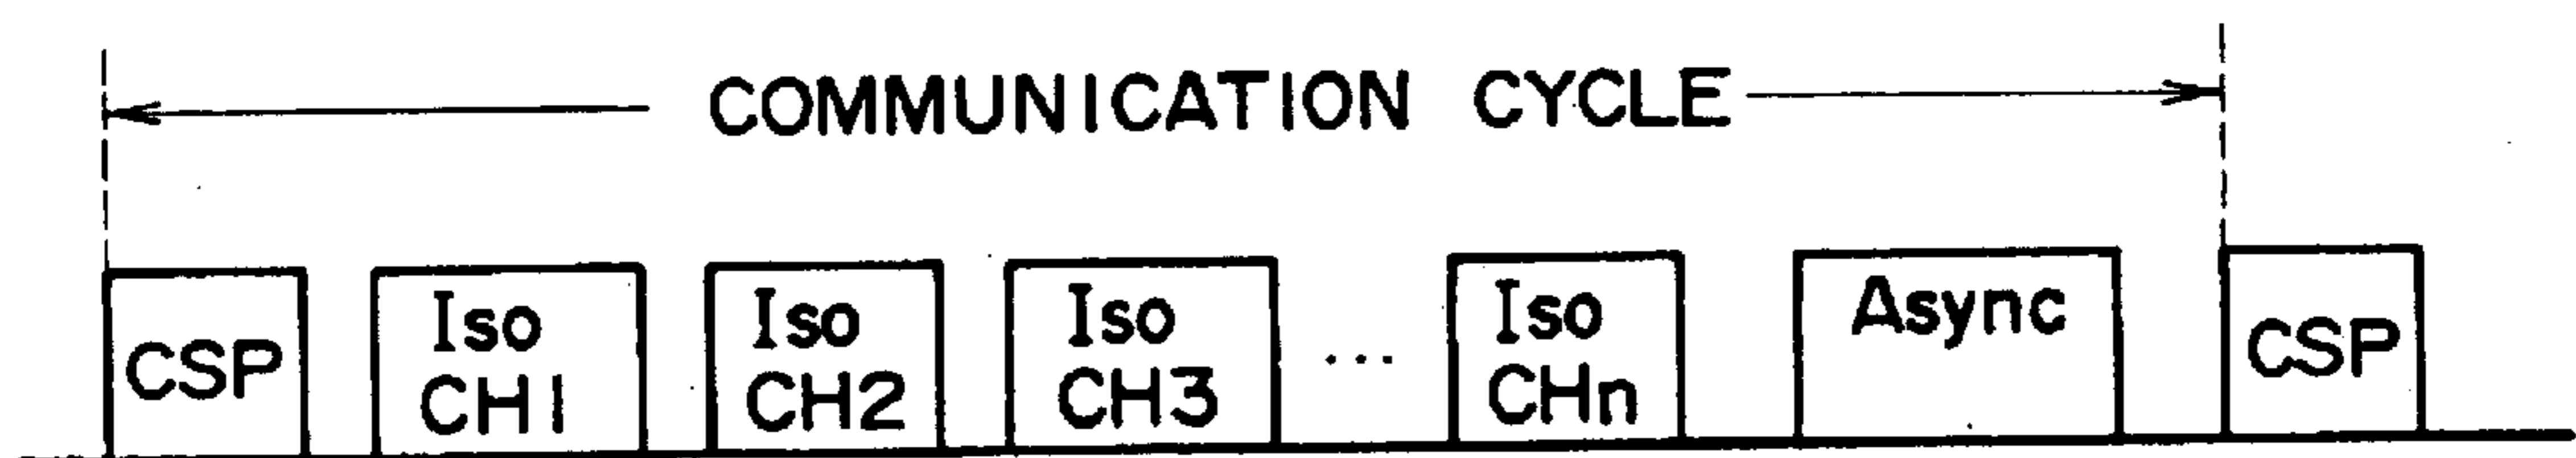 COMMUNICATION CYCLE
CSP
Iso
CH1
Iso
CH2
Iso
CH3
...
Iso
CHn
Async
CSP